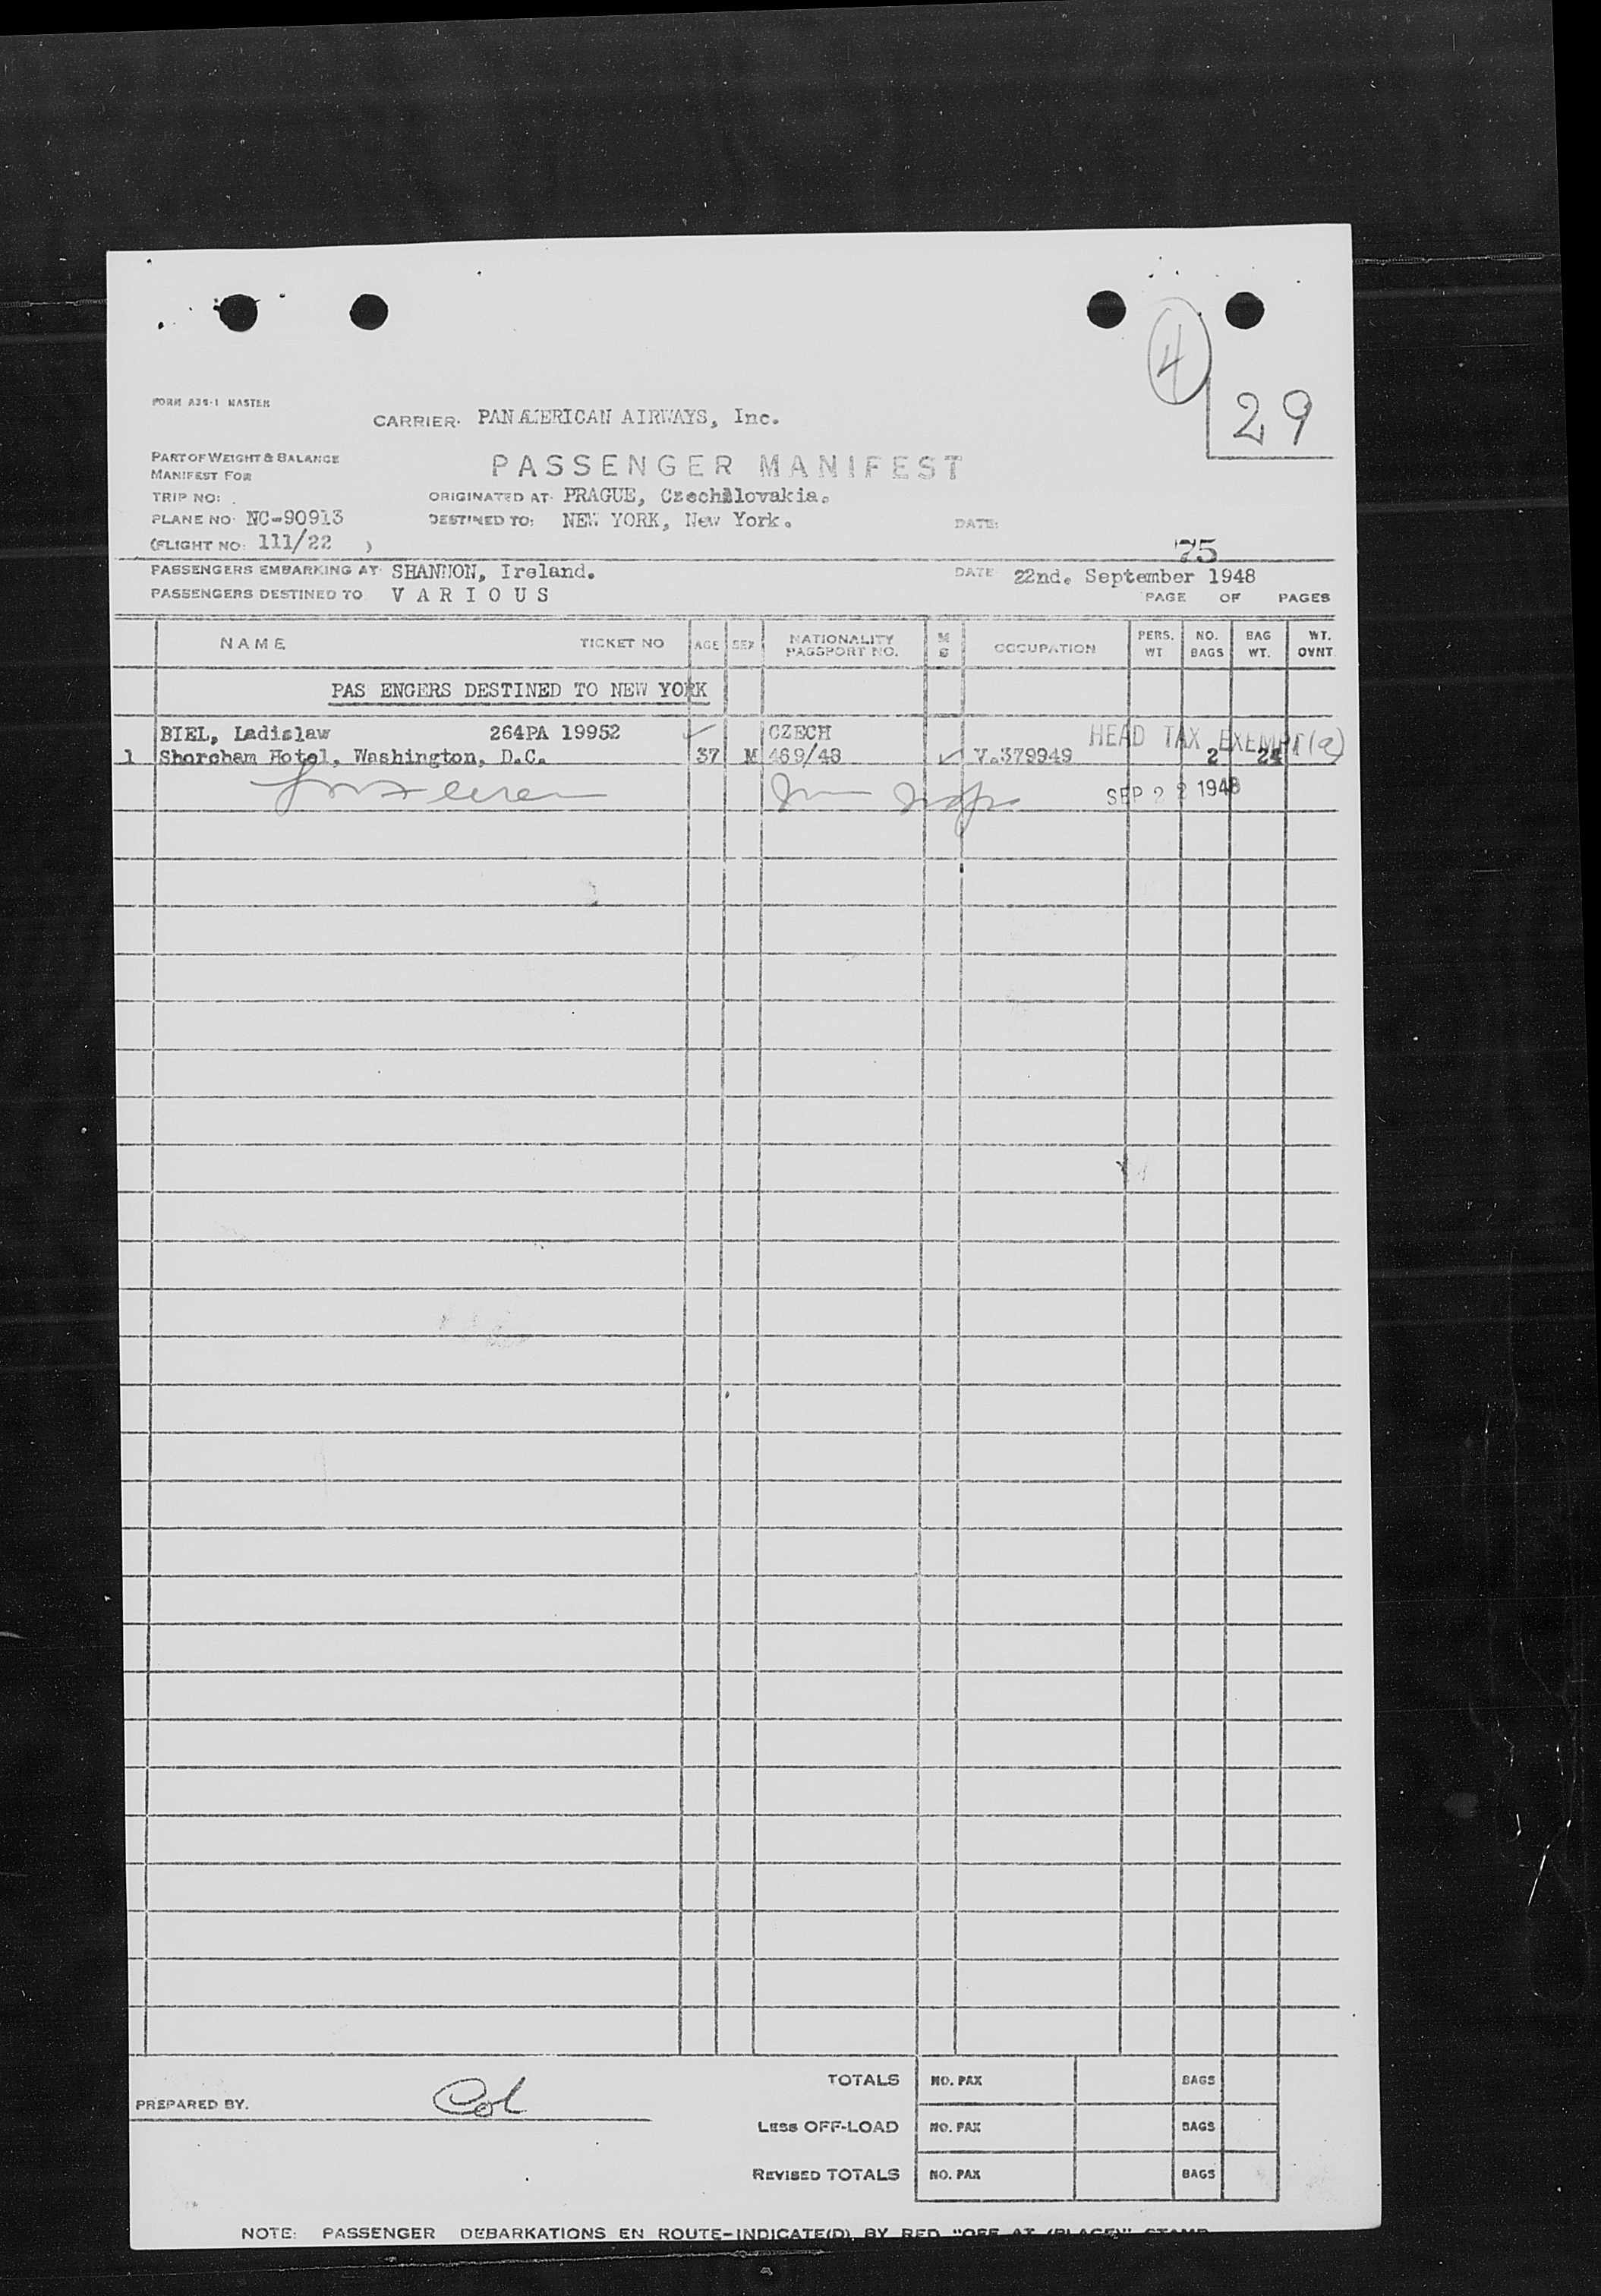 4
29
FORM A3S-1 MASTER
CARRIER. PAN AMERICAN AIRWAYS, Inc.
PART OF WEIGHT & BALANCE
MANIFEST FOR
PASSENGER MANIFEST
TRIP NO: .
ORIGINATED AT. PRAGUE, Czechslovakia.
PLANE NO. NC-90913
DESTINED TO: NEW YORK, New York.
DATE:
(FLIGHT NO: 111/22 )
75
PASSENGERS EMBARKING AT. SHANNON, Ireland.
DATE 22nd. September 1948
PASSENGERS DESTINED TO V A R I O U S
PAGE OF PAGES
NAME TICKET NO AGE SEX NATIONALITY PASSPORT NO. M S OCCUPATION PERS. WT NO. BAGS BAG WT. WT. OVNT
PAS ENGERS DESTINED TO NEW YORK
BIEL, Ladislaw 264PA 19952 CZECH HEAD TAX EXEMPT (a)
1 Shoreham Hotel, Washington, D.C. 37 M 469/48 V.379949 2 24
SEP 22 1948
TOTALS NO. PAX BAGS
PREPARED BY. Col
LESS OFF-LOAD NO. PAX BAGS
REVISED TOTALS NO. PAX BAGS
NOTE: PASSENGER DEBARKATIONS EN ROUTE-INDICATE(D) BY RED "OFF AT (PLACE)" STAMP